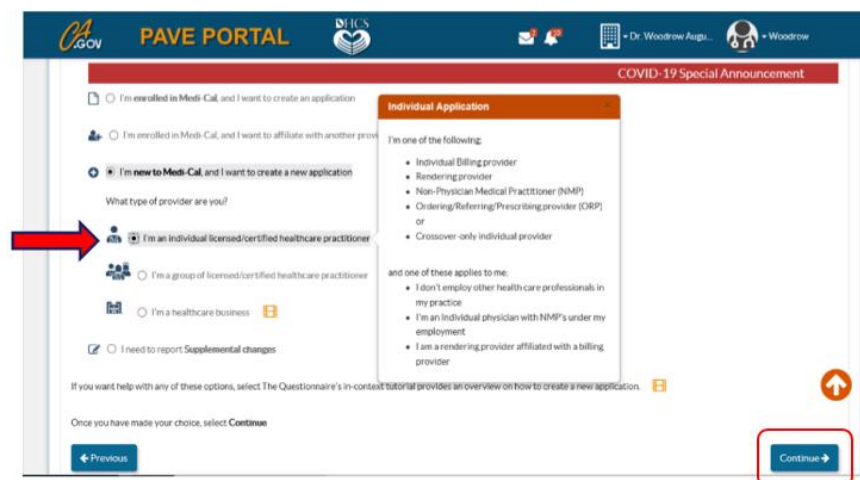 CA.GOV PAVE PORTAL DHCS 2 19 Dr. Woodrow Augu... Woodrow
COVID-19 Special Announcement
I'm enrolled in Medi-Cal, and I want to create an application
I'm enrolled in Medi-Cal, and I want to affiliate with another provi
I'm new to Medi-Cal, and I want to create a new application
What type of provider are you?
I'm an individual licensed/certified healthcare practitioner
I'm a group of licensed/certified healthcare practitioner
I'm a healthcare business
I need to report Supplemental changes
Individual Application
I'm one of the following:
• Individual Billing provider
• Rendering provider
• Non-Physician Medical Practitioner (NMP)
• Ordering/Referring/Prescribing provider (ORP)
or
• Crossover-only individual provider
and one of these applies to me:
• I don't employ other health care professionals in
my practice
• I'm an Individual physician with NMP's under my
employment
• I am a rendering provider affiliated with a billing
provider
If you want help with any of these options, select The Questionnaire's in-context tutorial provides an overview on how to create a new application.
Once you have made your choice, select Continue
Previous
Continue